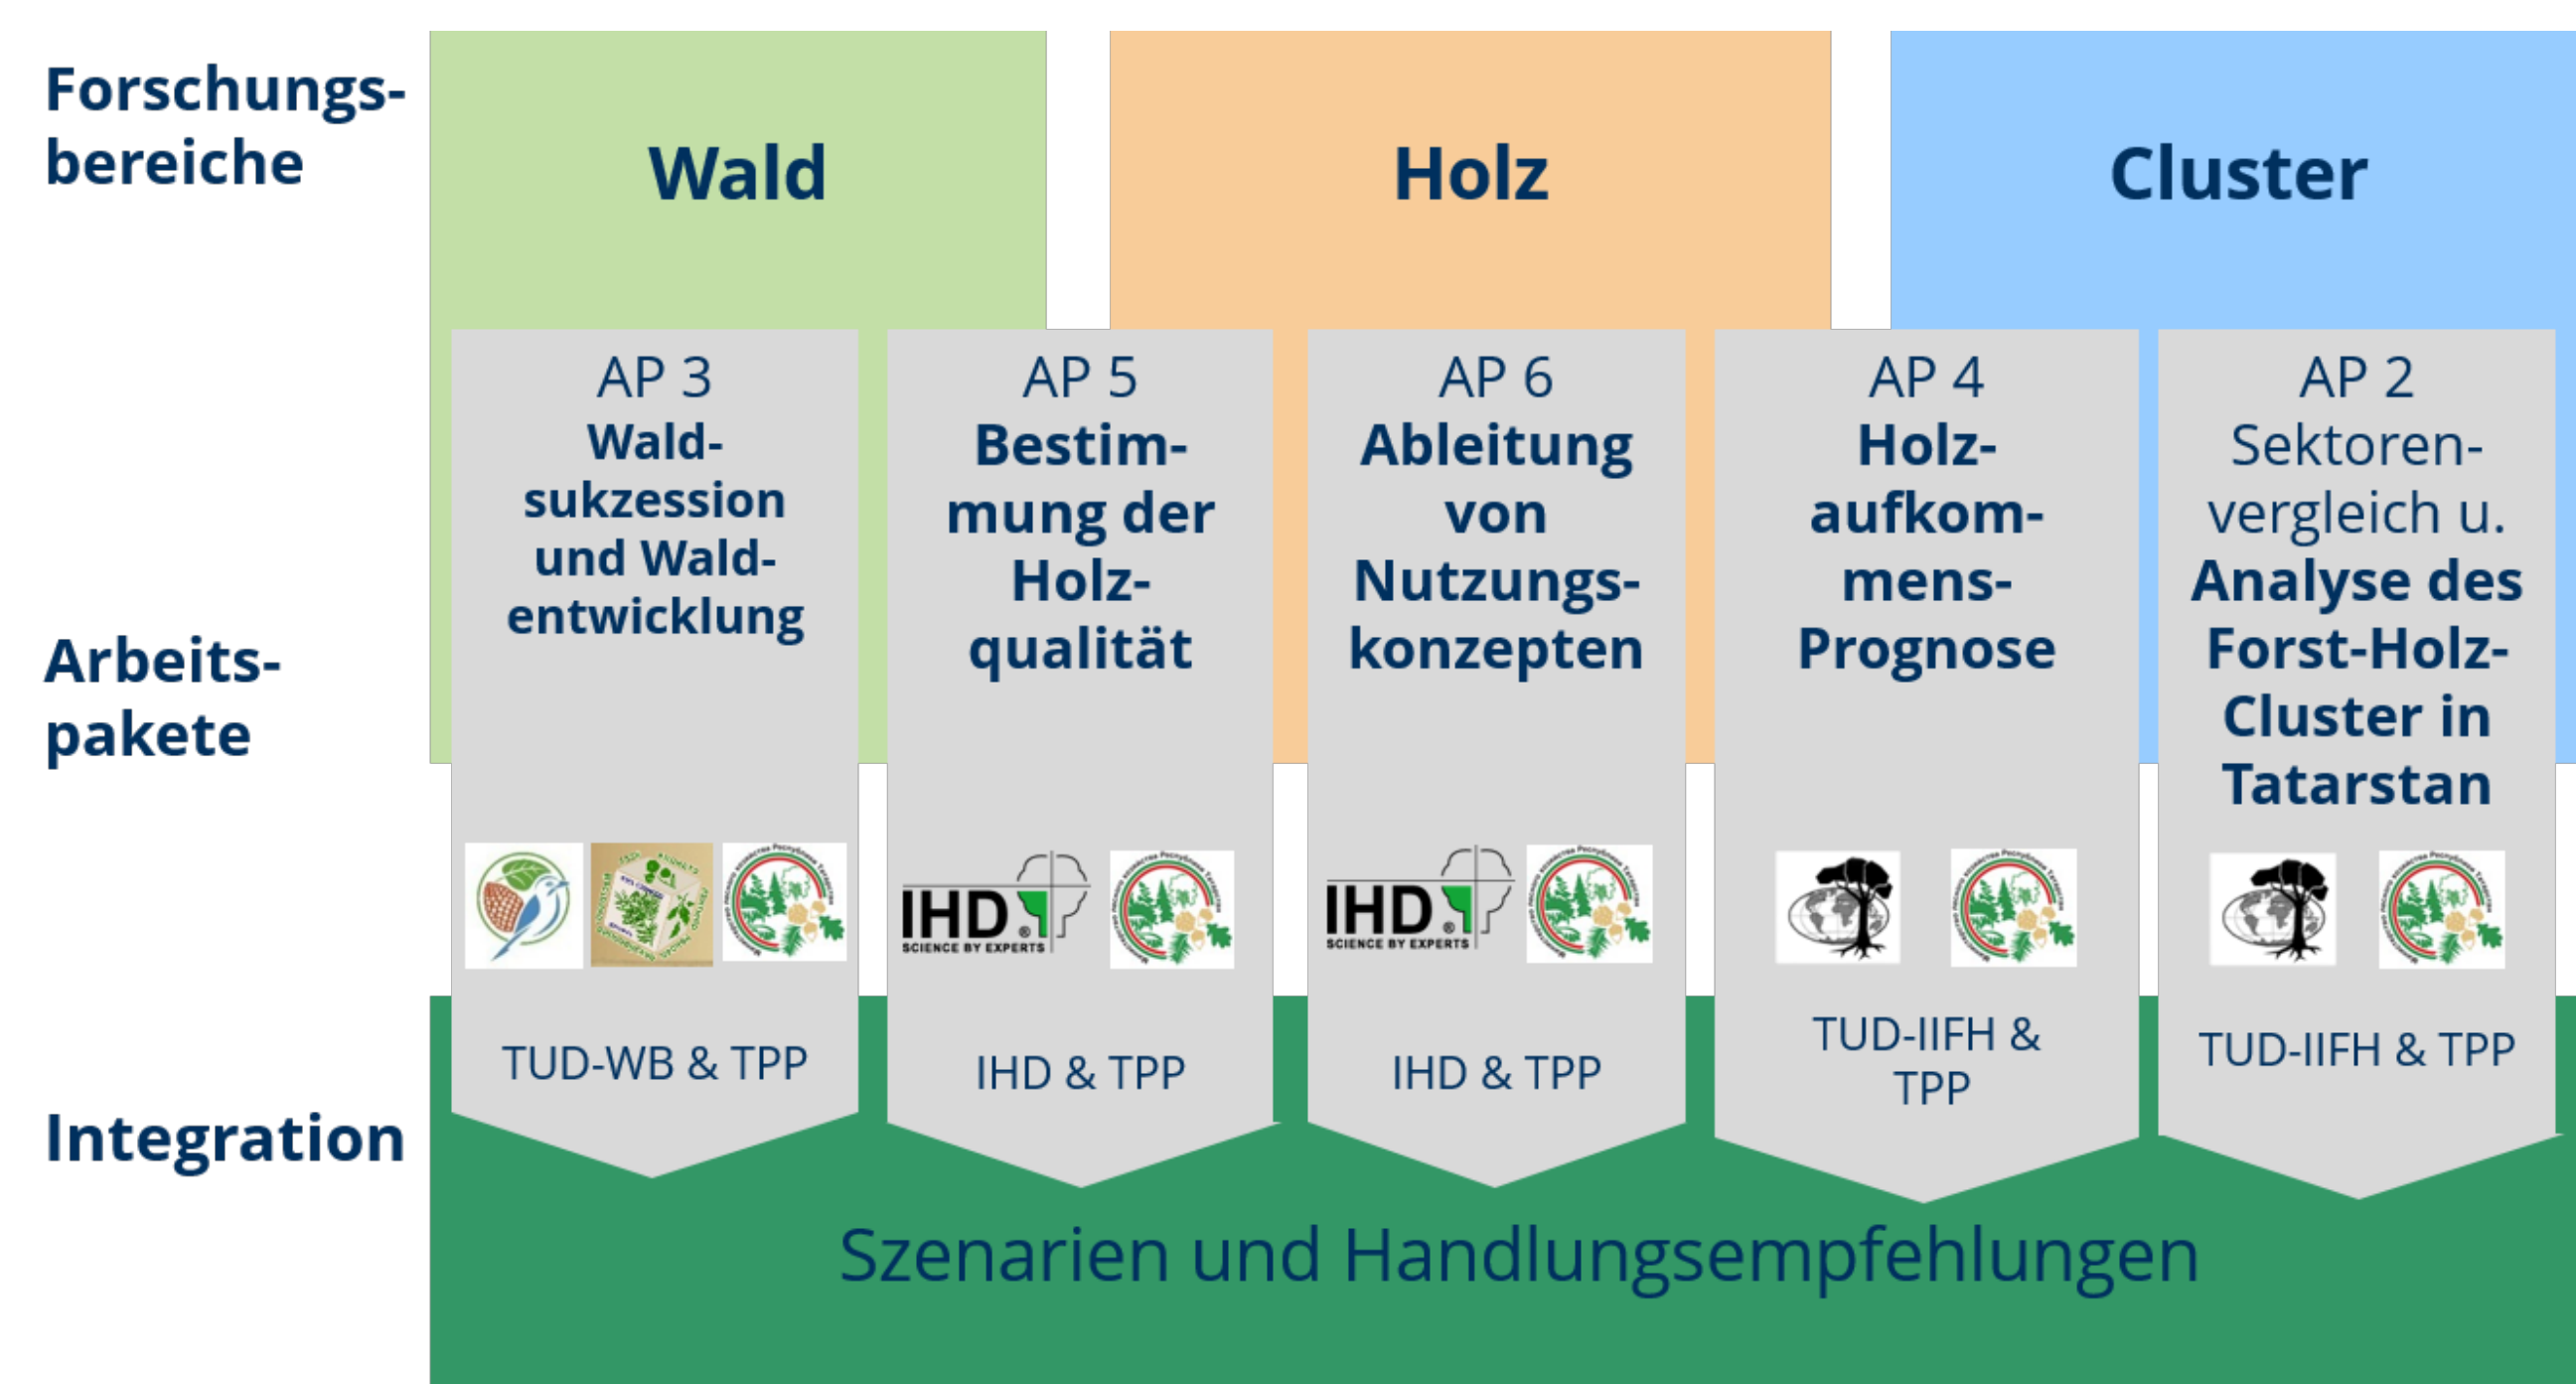 Forschungs-
bereiche
Wald
Holz
Cluster
Arbeits-
pakete
AP 3
Wald-
sukzession
und Wald-
entwicklung
TUD-WB & TPP
AP 5
Bestim-
mung der
Holz-
qualität
IHD®
SCIENCE BY EXPERTS
IHD & TPP
AP 6
Ableitung
von
Nutzungs-
konzepten
IHD®
SCIENCE BY EXPERTS
IHD & TPP
AP 4
Holz-
aufkom-
mens-
Prognose
TUD-IIFH &
TPP
AP 2
Sektoren-
vergleich u.
Analyse des
Forst-Holz-
Cluster in
Tatarstan
TUD-IIFH & TPP
Integration
Szenarien und Handlungsempfehlungen